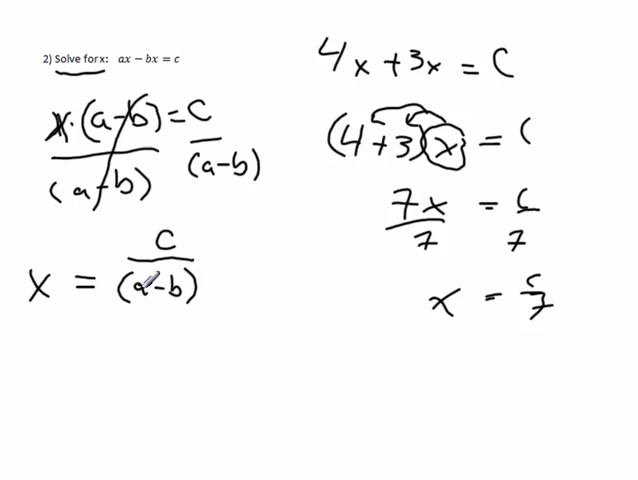 2) Solve for x: ax − bx = c
x·(a-b) = c
(a-b) (a-b)
c
x = (a-b)
4x + 3x = C
(4+3)x = C
7x = c
7 7
x = c
7